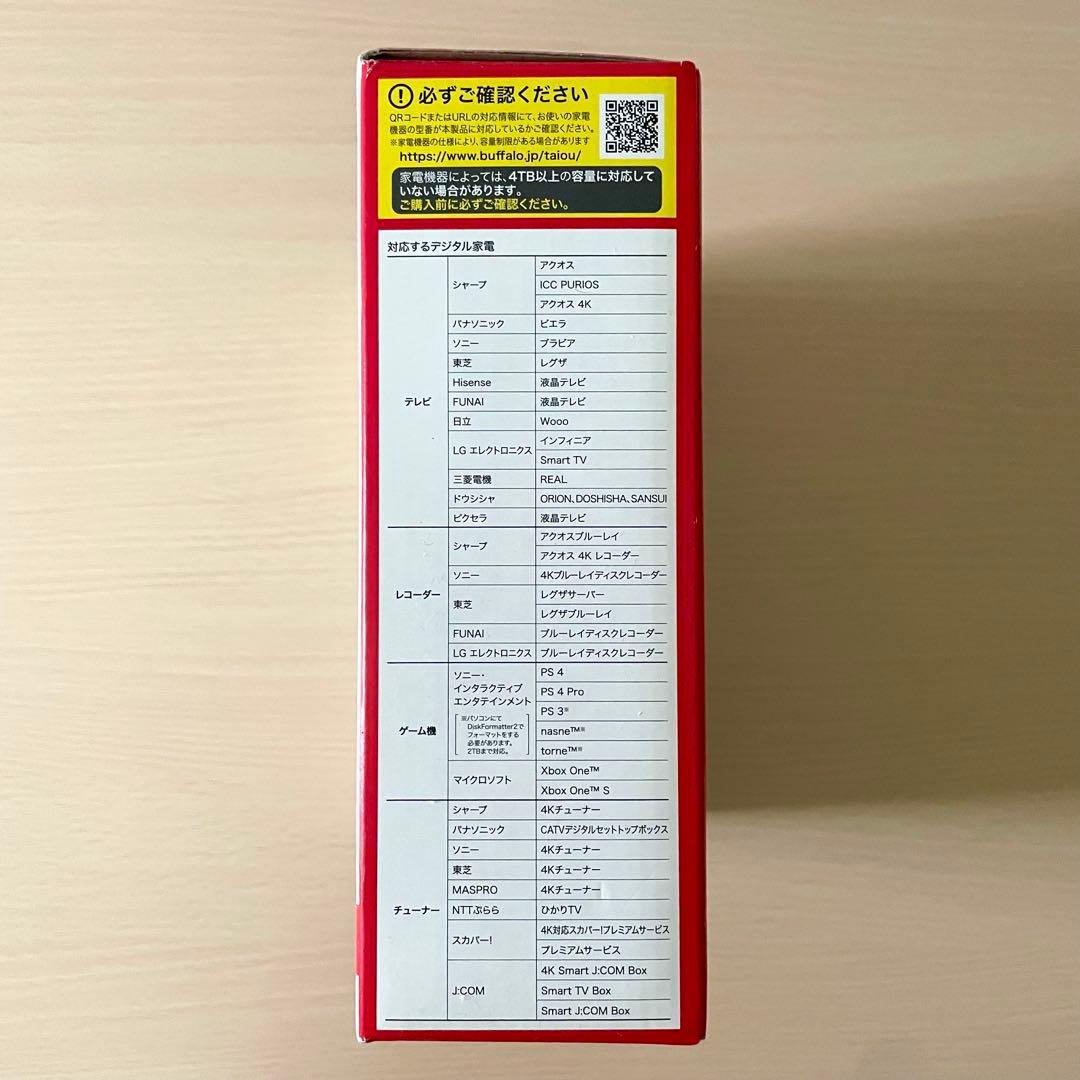 ! 必ずご確認ください
QRコードまたはURLの対応情報にて、お使いの家電
機器の型番が本製品に対応しているかご確認ください。
※家電機器の仕様により、容量制限がある場合があります
https://www.buffalo.jp/taiou/
家電機器によっては、4TB以上の容量に対応して
いない場合があります。
ご購入前に必ずご確認ください。
対応するデジタル家電
テレビ
シャープ
アクオス
ICC PURIOS
アクオス 4K
パナソニック
ビエラ
ソニー
ブラビア
東芝
レグザ
Hisense
液晶テレビ
FUNAI
液晶テレビ
日立
Wooo
LG エレクトロニクス
インフィニア
Smart TV
三菱電機
REAL
ドウシシャ
ORION、DOSHISHA、SANSUI
ピクセラ
液晶テレビ
レコーダー
シャープ
アクオスブルーレイ
アクオス 4K レコーダー
ソニー
4Kブルーレイディスクレコーダー
東芝
レグザサーバー
レグザブルーレイ
FUNAI
ブルーレイディスクレコーダー
LG エレクトロニクス
ブルーレイディスクレコーダー
ゲーム機
ソニー・
インタラクティブ
エンタテインメント
※パソコンにて
DiskFormatter2で
フォーマットをする
必要があります。
2TBまで対応。
PS 4
PS 4 Pro
PS 3※
nasne™※
torne™※
マイクロソフト
Xbox One™
Xbox One™ S
チューナー
シャープ
4Kチューナー
パナソニック
CATVデジタルセットトップボックス
ソニー
4Kチューナー
東芝
4Kチューナー
MASPRO
4Kチューナー
NTTぷらら
ひかりTV
スカパー!
4K対応スカパー!プレミアムサービス
プレミアムサービス
J:COM
4K Smart J:COM Box
Smart TV Box
Smart J:COM Box